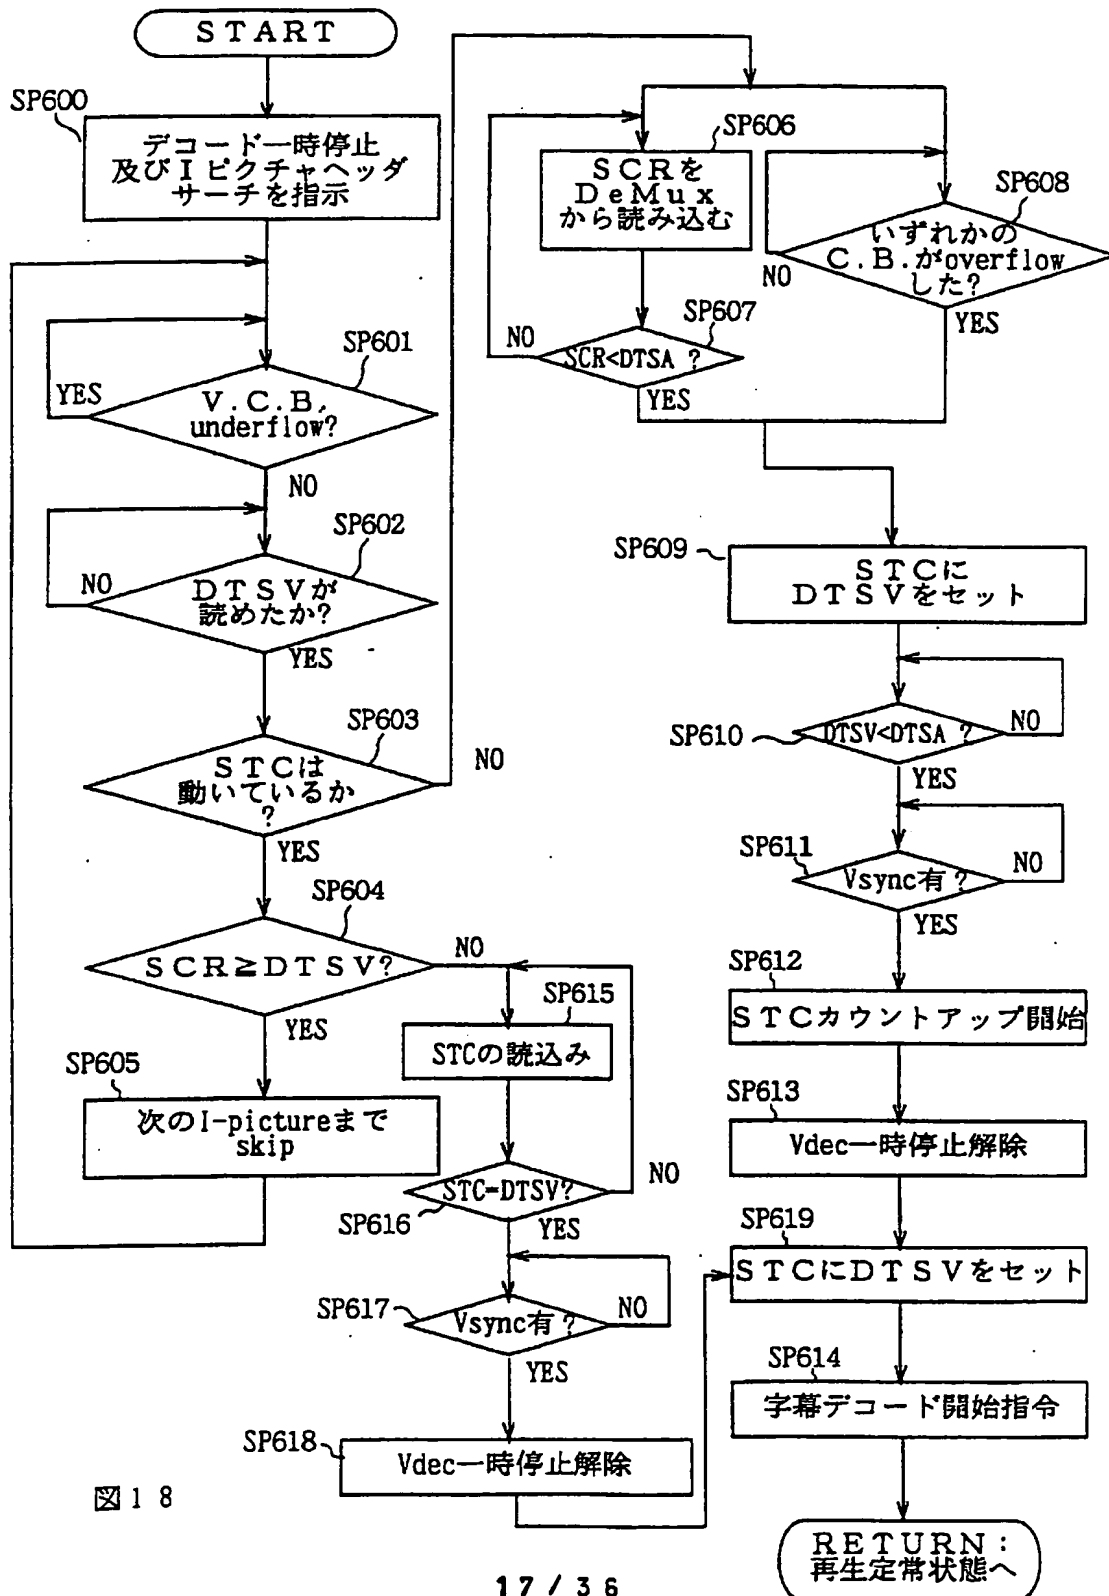 START
SP600
デコード一時停止
及びIピクチャヘッダ
サーチを指示
SP601
YES
V.C.B.
underflow?
NO
SP602
NO
DTSVが
読めたか?
YES
SP603
STCは
動いているか
?
NO
YES
SP604
SCR≧DTSV?
NO
YES
SP605
次のI-pictureまで
skip
SP615
STCの読込み
SP616
STC=DTSV?
NO
YES
SP617
Vsync有?
NO
YES
SP618
Vdec一時停止解除
SP606
SCRを
DeMux
から読み込む
SP607
NO
SCR<DTSA ?
YES
SP608
いずれかの
C.B.がoverflow
した?
NO
YES
SP609
STCに
DTSVをセット
SP610
DTSV<DTSA ?
NO
YES
SP611
Vsync有?
NO
YES
SP612
STCカウントアップ開始
SP613
Vdec一時停止解除
SP619
STCにDTSVをセット
SP614
字幕デコード開始指令
RETURN:
再生定常状態へ
図18
17/36